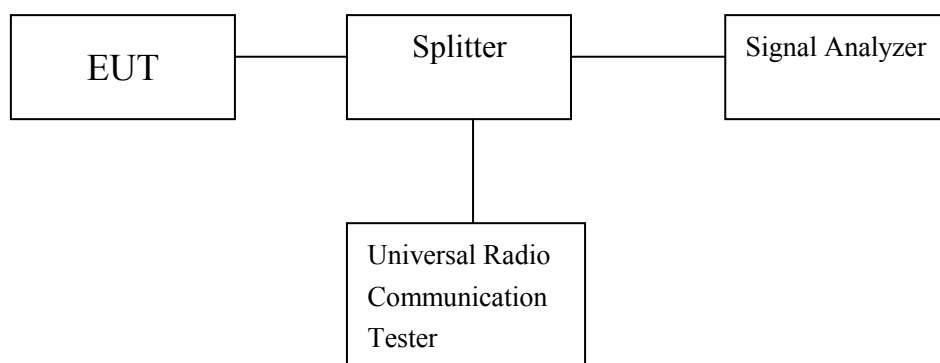 EUT
Splitter
Signal Analyzer
Universal Radio
Communication
Tester